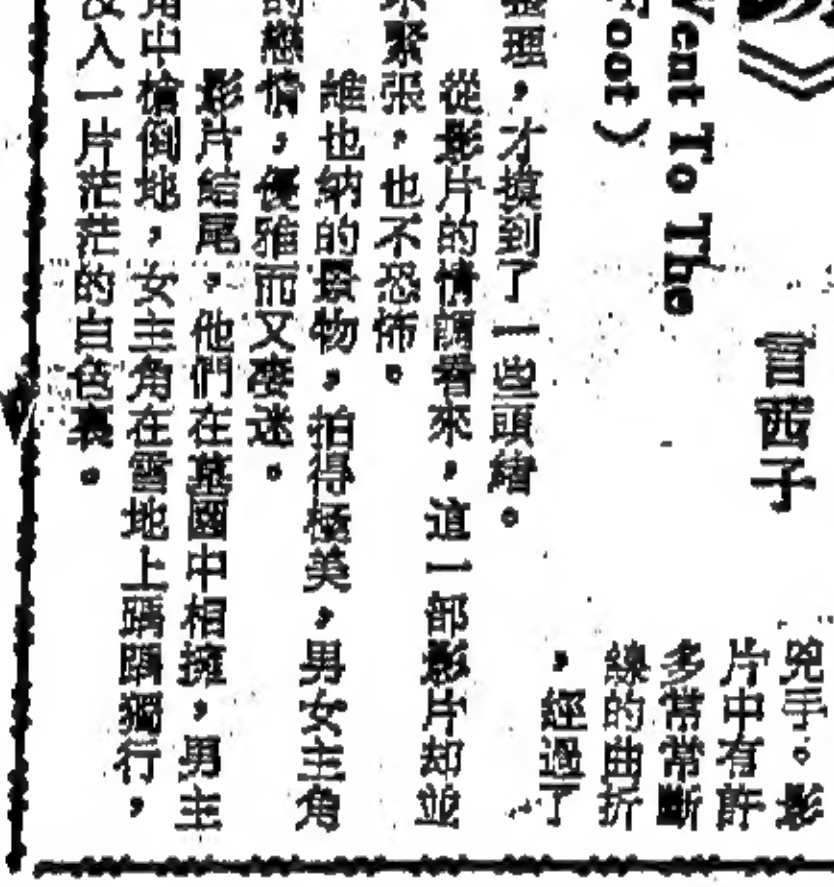 》
Went To The
Foot）
言茜子
兇手。影
片中有許
多常常斷
線的曲折
，經過了
整理，才摸到了一些頭緒。
從影片的情調看來，這一部影片却並
不緊張，也不恐怖。
維也納的景物，拍得極美，男女主角
的戀情，優雅而又淒迷。
影片結尾，他們在墓園中相擁，男主
角中槍倒地，女主角在雪地上踽踽獨行，
沒入一片茫茫的白色裏。